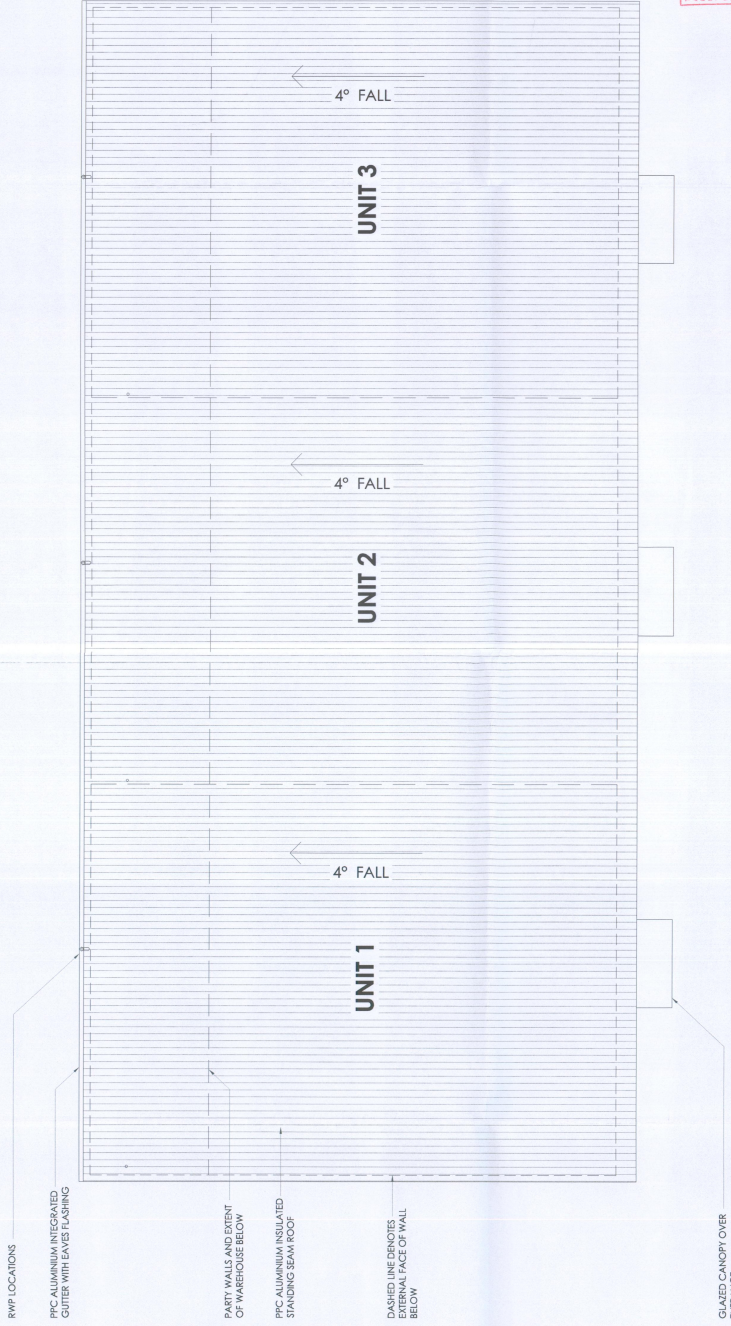 RWP LOCATIONS
PPC ALUMINIUM INTEGRATED
GUTTER WITH EAVES FLASHING
PARTY WALLS AND EXTENT
OF WAREHOUSE BELOW
PPC ALUMINIUM INSULATED
STANDING SEAM ROOF
DASHED LINE DENOTES
EXTERNAL FACE OF WALL
BELOW
GLAZED CANOPY OVER
4° FALL
UNIT 1
4° FALL
UNIT 2
4° FALL
UNIT 3